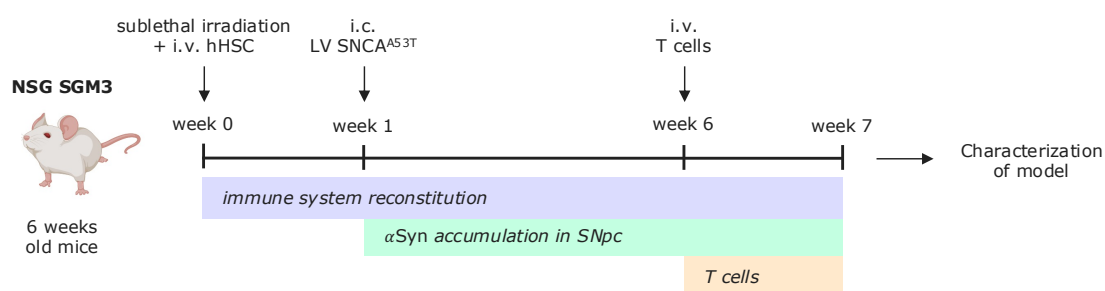 sublethal irradiation
+ i.v. hHSC
i.c.
LV SNCAᴬ⁵³ᵀ
i.v.
T cells
NSG SGM3
week 0
week 1
week 6
week 7
Characterization
of model
immune system reconstitution
αSyn accumulation in SNpc
T cells
6 weeks
old mice